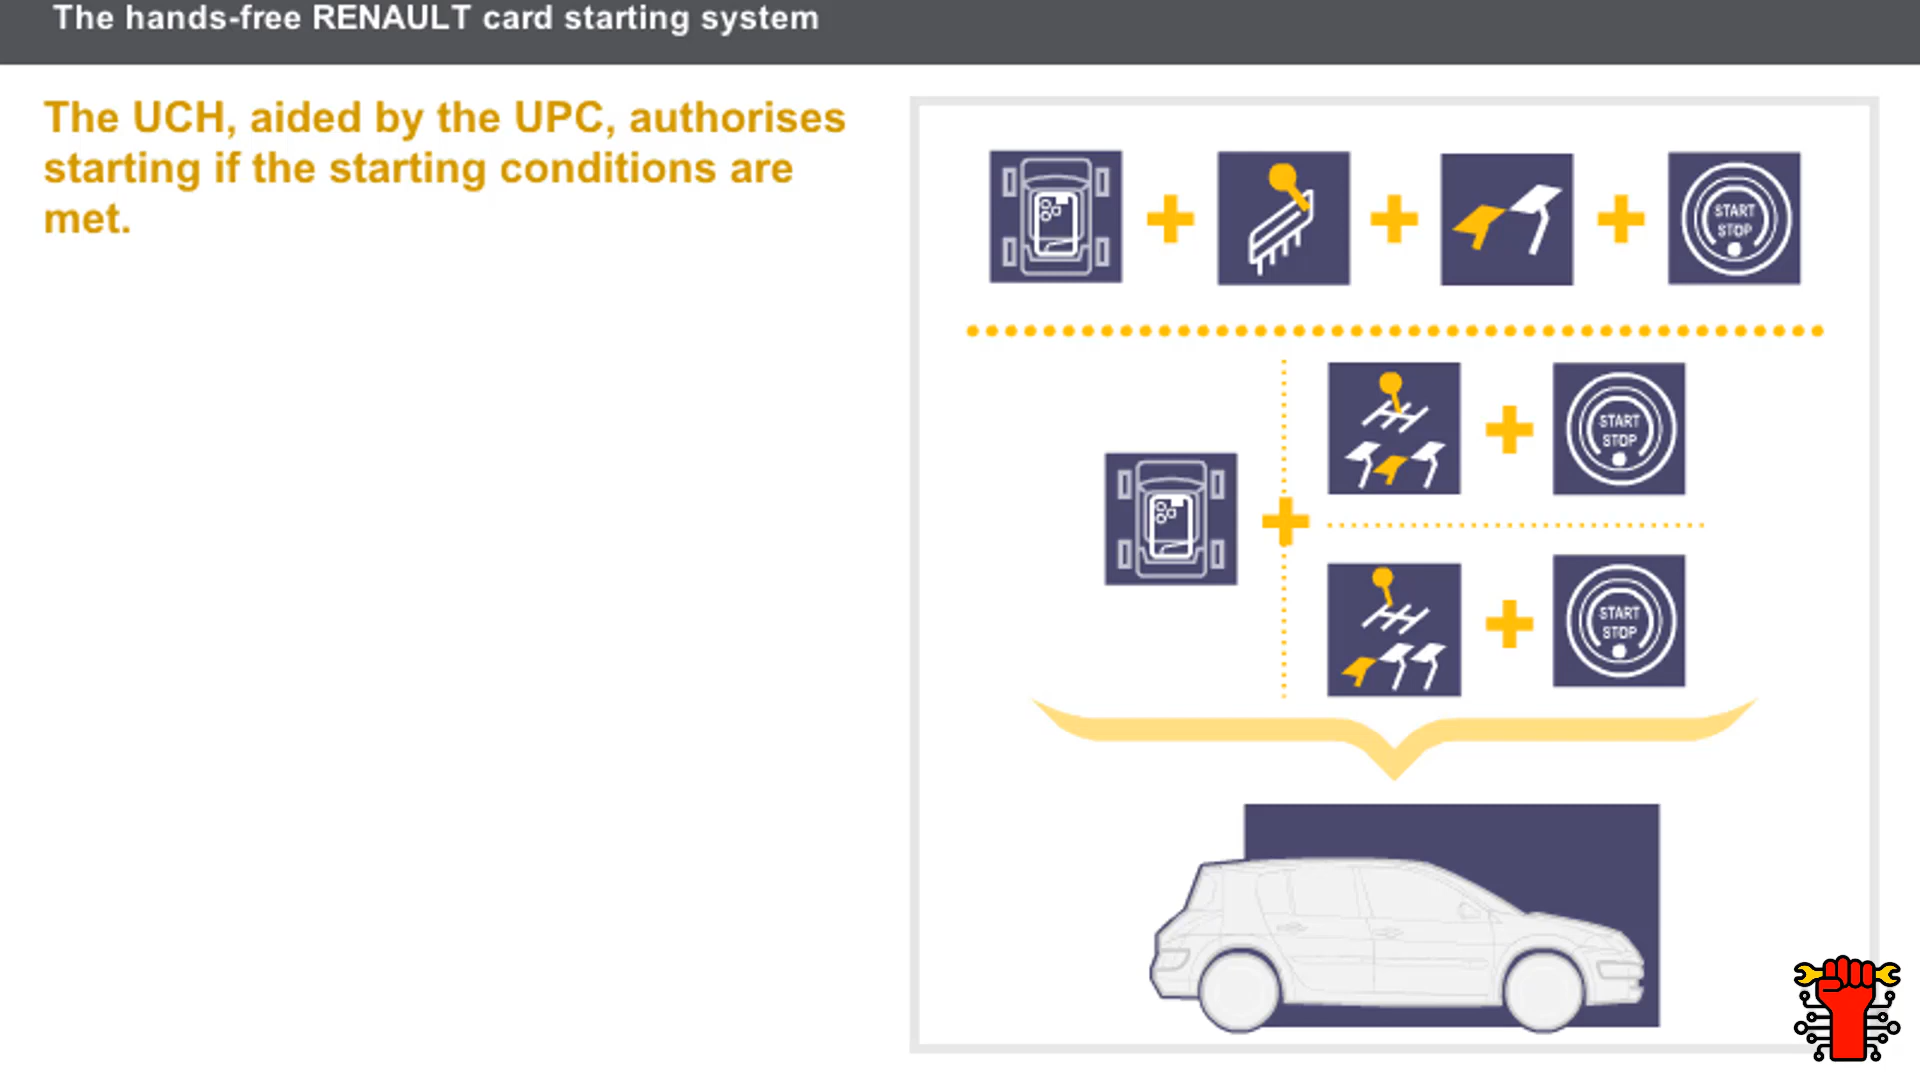 The hands-free RENAULT card starting system
The UCH, aided by the UPC, authorises
starting if the starting conditions are
met.
START
STOP
START
STOP
START
STOP